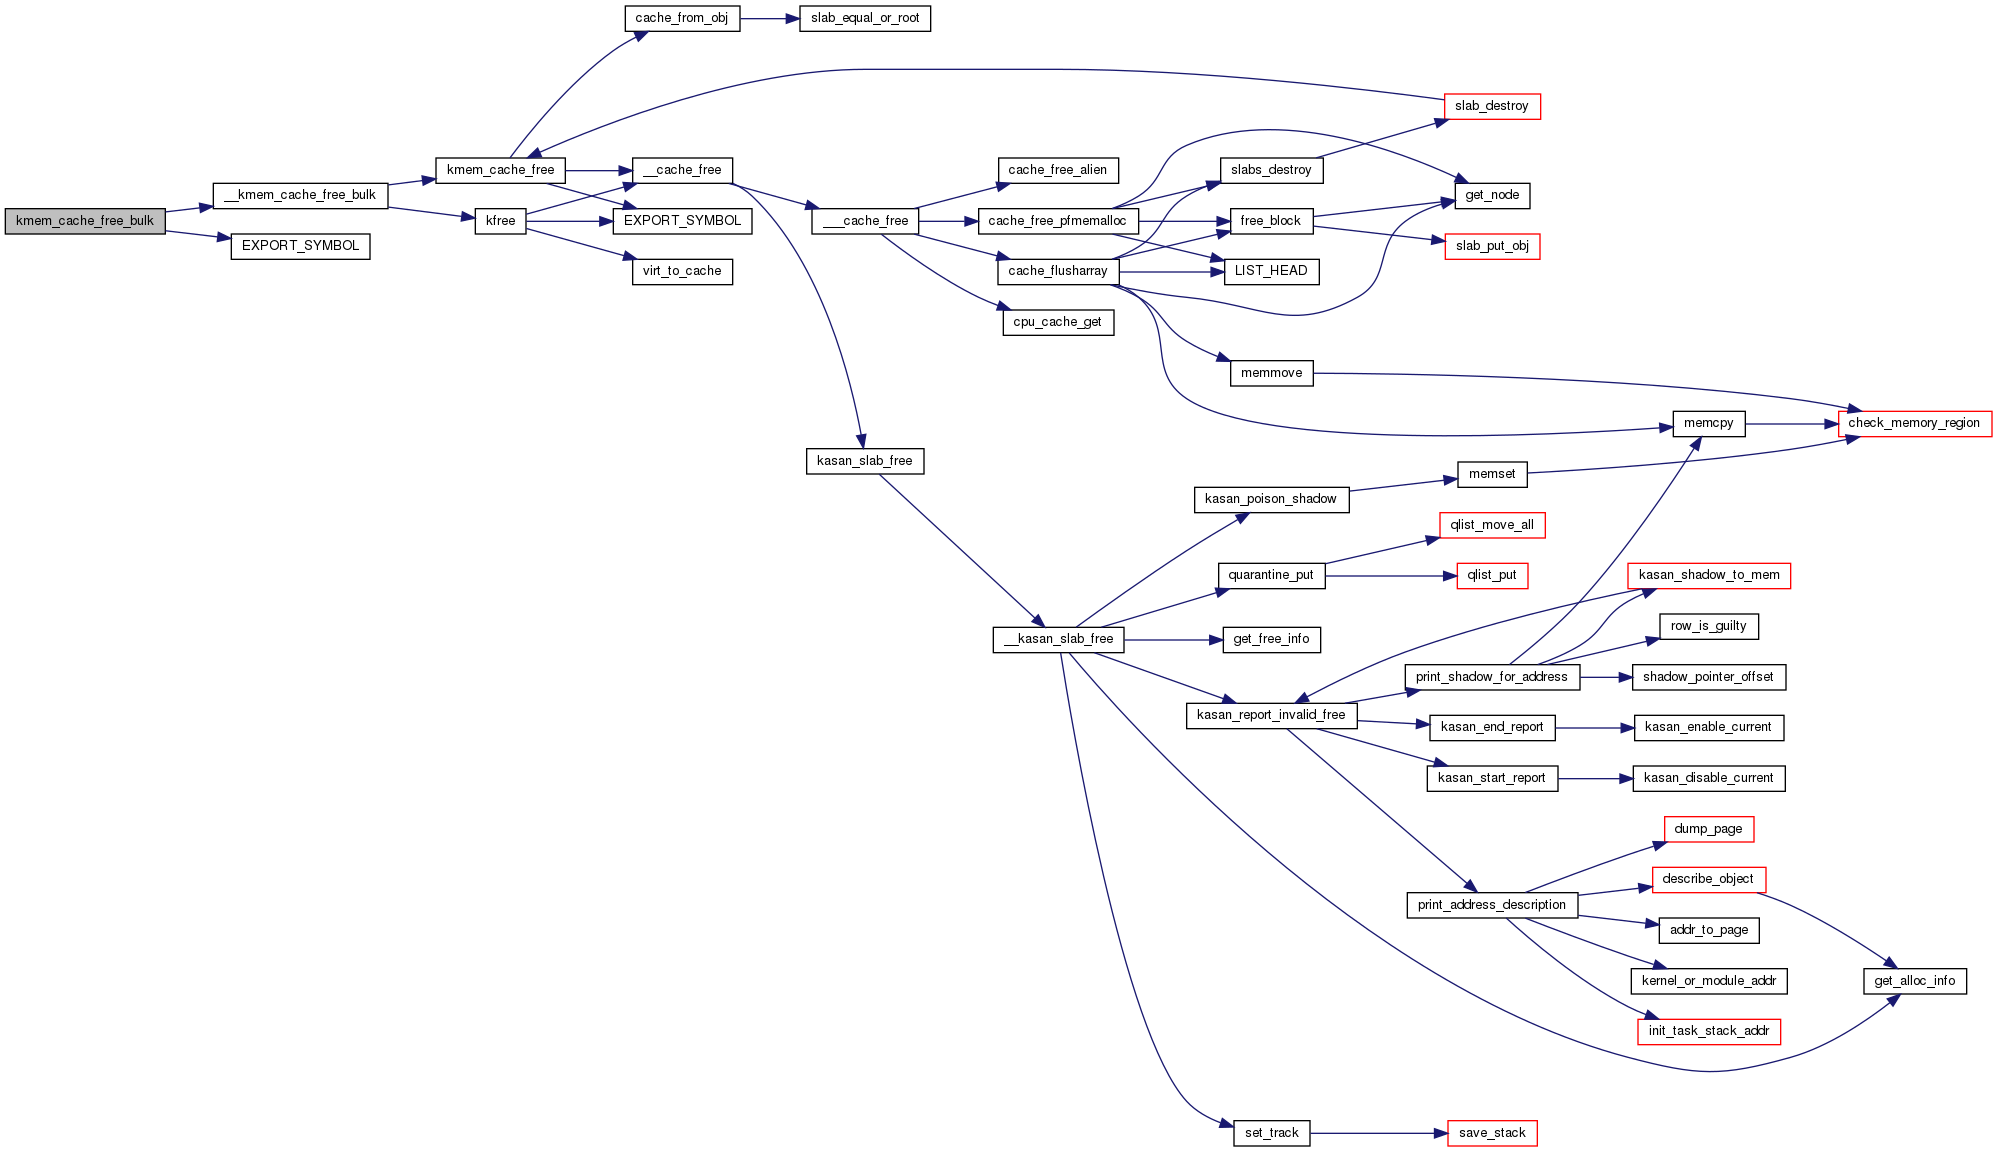 cache_from_obj
slab_equal_or_root
slab_destroy
kmem_cache_free
__cache_free
cache_free_alien
slabs_destroy
__kmem_cache_free_bulk
get_node
kmem_cache_free_bulk
kfree
EXPORT_SYMBOL
___cache_free
cache_free_pfmemalloc
free_block
EXPORT_SYMBOL
slab_put_obj
virt_to_cache
cache_flusharray
LIST_HEAD
cpu_cache_get
memmove
memcpy
check_memory_region
kasan_slab_free
memset
kasan_poison_shadow
qlist_move_all
quarantine_put
qlist_put
kasan_shadow_to_mem
row_is_guilty
__kasan_slab_free
get_free_info
print_shadow_for_address
shadow_pointer_offset
kasan_report_invalid_free
kasan_end_report
kasan_enable_current
kasan_start_report
kasan_disable_current
dump_page
describe_object
print_address_description
addr_to_page
kernel_or_module_addr
get_alloc_info
init_task_stack_addr
set_track
save_stack